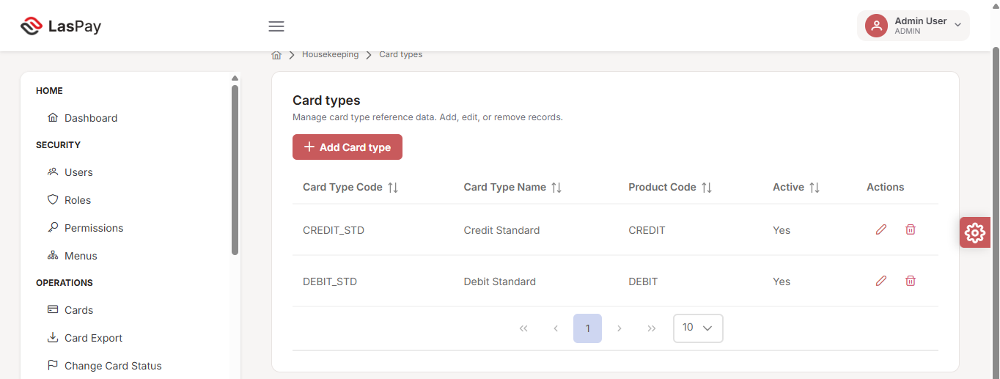 LasPay
Admin User
ADMIN
Housekeeping Card types
HOME
Dashboard
SECURITY
Users
Roles
Permissions
Menus
OPERATIONS
Cards
Card Export
Change Card Status
Card types
Manage card type reference data. Add, edit, or remove records.
Add Card type
Card Type Code Card Type Name Product Code Active Actions
CREDIT_STD Credit Standard CREDIT Yes
DEBIT_STD Debit Standard DEBIT Yes
1 10